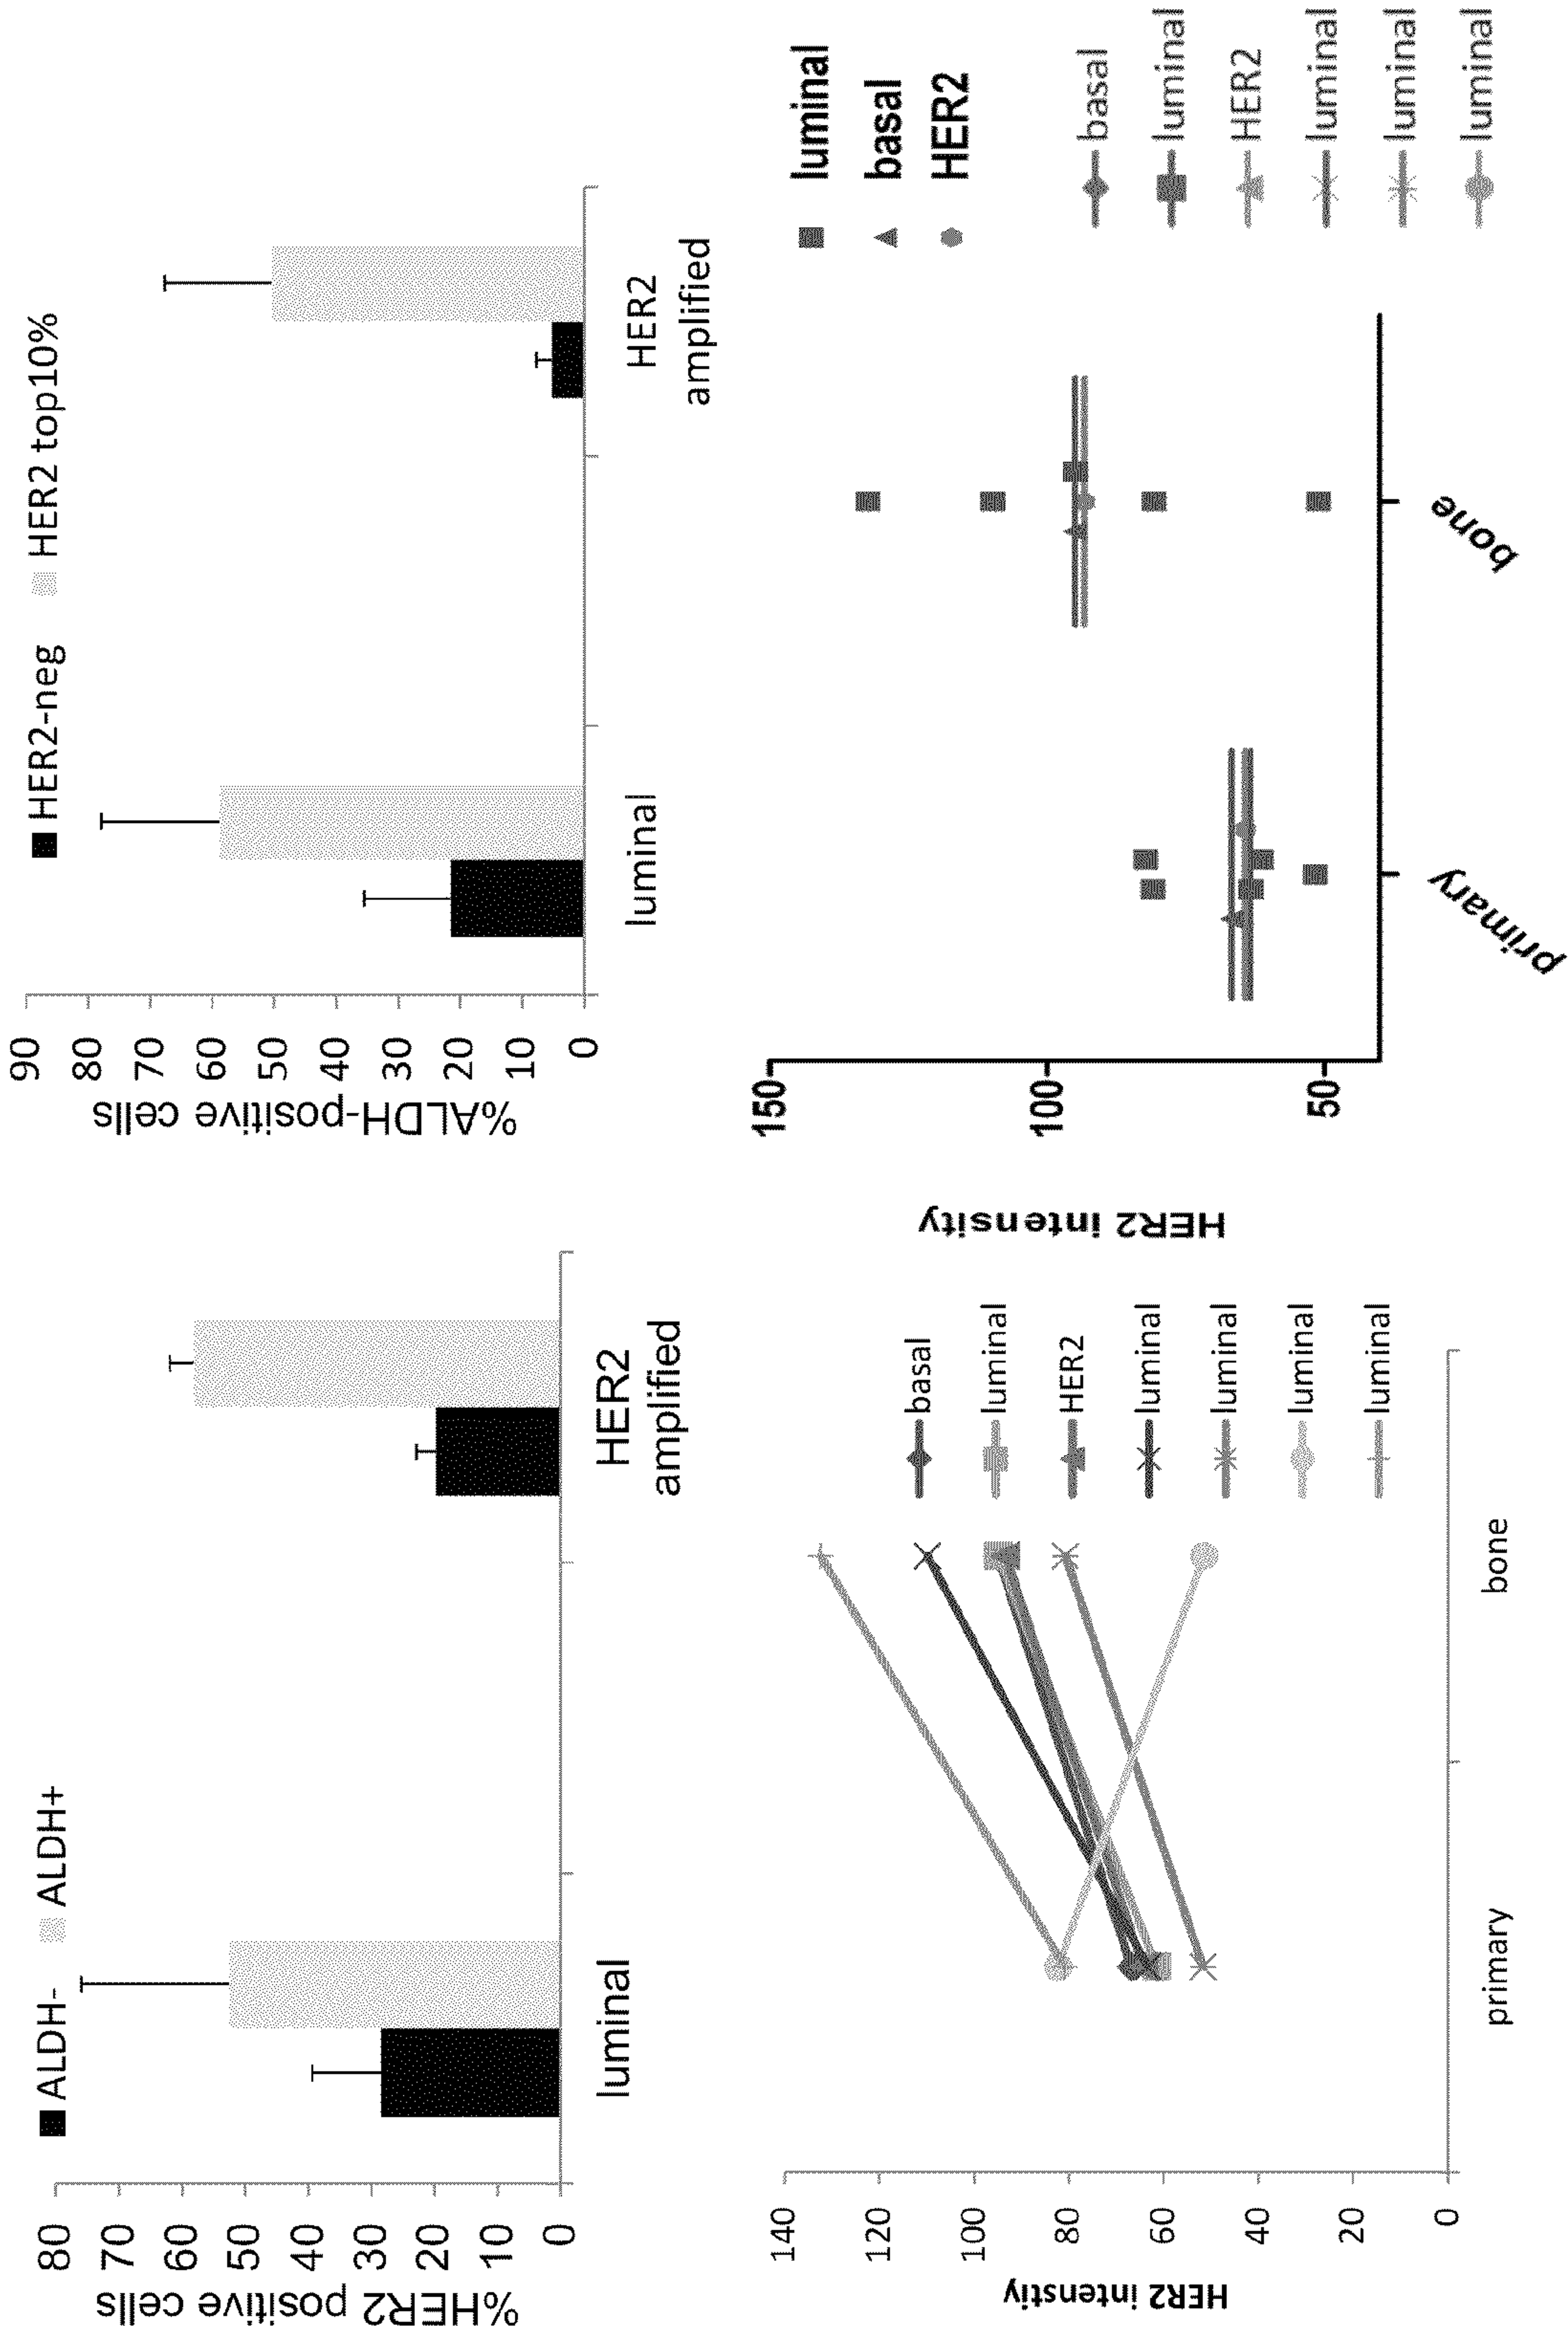 ALDH- ALDH+
%HER2 positive cells
80
70
60
50
40
30
20
10
0
luminal
HER2
amplified
HER2-neg HER2 top10%
%ALDH-positive cells
90
80
70
60
50
40
30
20
10
0
luminal
HER2
amplified
HER2 intenstiy
140
120
100
80
60
40
20
0
primary
bone
basal
luminal
HER2
luminal
luminal
luminal
luminal
HER2 intensity
150
100
50
primary
bone
luminal
basal
HER2
basal
luminal
HER2
luminal
luminal
luminal